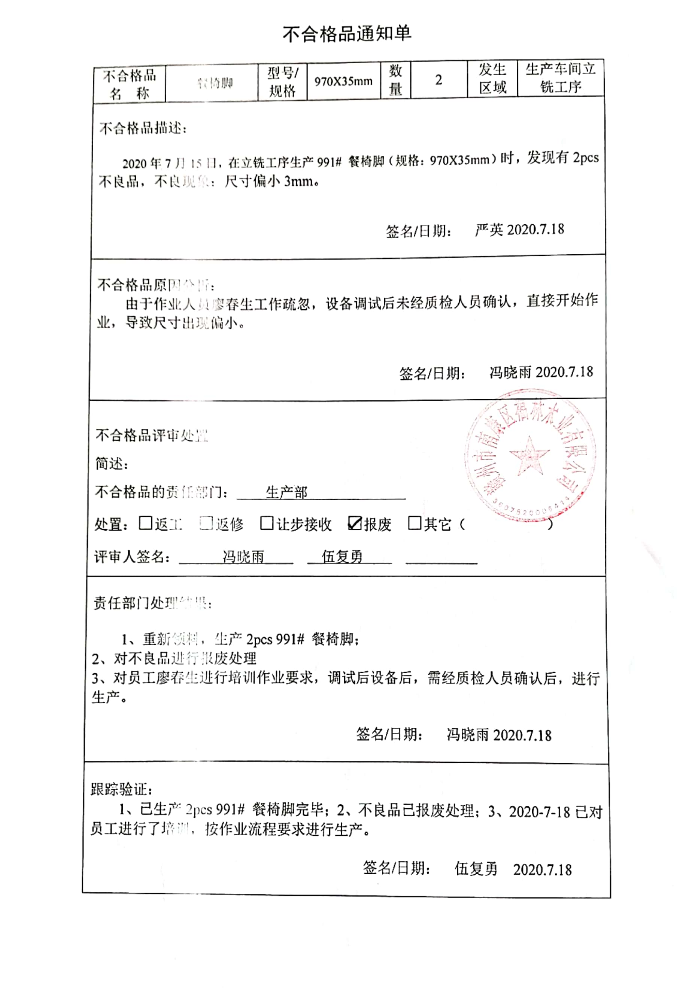 不合格品通知单
不合格品
名 称
餐椅脚
型号/
规格
970X35mm
数
量
2
发生
区域
生产车间立
铣工序
不合格品描述：
2020 年 7 月 15 日，在立铣工序生产 991# 餐椅脚（规格：970X35mm）时，发现有 2pcs
不良品，不良现象：尺寸偏小 3mm。
签名/日期： 严英 2020.7.18
不合格品原因分析：
由于作业人员廖春生工作疏忽，设备调试后未经质检人员确认，直接开始作
业，导致尺寸出现偏小。
签名/日期： 冯晓雨 2020.7.18
赣州市南康区福林木业有限公司
不合格品评审处置
简述：
不合格品的责任部门： 生产部
3607820006414
处置：☐返工 ☐返修 ☐让步接收 ☑报废 ☐其它（ ）
评审人签名： 冯晓雨 伍复勇
责任部门处理结果：
1、重新领料，生产 2pcs 991# 餐椅脚；
2、对不良品进行报废处理
3、对员工廖春生进行培训作业要求，调试后设备后，需经质检人员确认后，进行
生产。
签名/日期： 冯晓雨 2020.7.18
跟踪验证：
1、已生产 2pcs 991# 餐椅脚完毕；2、不良品已报废处理；3、2020-7-18 已对
员工进行了培训，按作业流程要求进行生产。
签名/日期： 伍复勇 2020.7.18